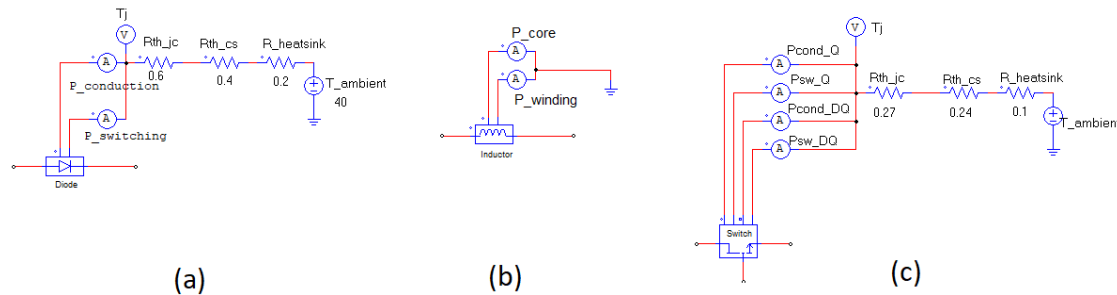 Tj
Rth_jc
Rth_cs
R_heatsink
V
A
P_conduction
0.6
0.4
0.2
T_ambient
40
A
P_switching
Diode
(a)
P_core
A
A
P_winding
Inductor
(b)
V
Tj
Pcond_Q
A
Psw_Q
A
Rth_jc
Rth_cs
R_heatsink
0.27
0.24
0.1
T_ambient
Pcond_DQ
A
Psw_DQ
A
Switch
(c)